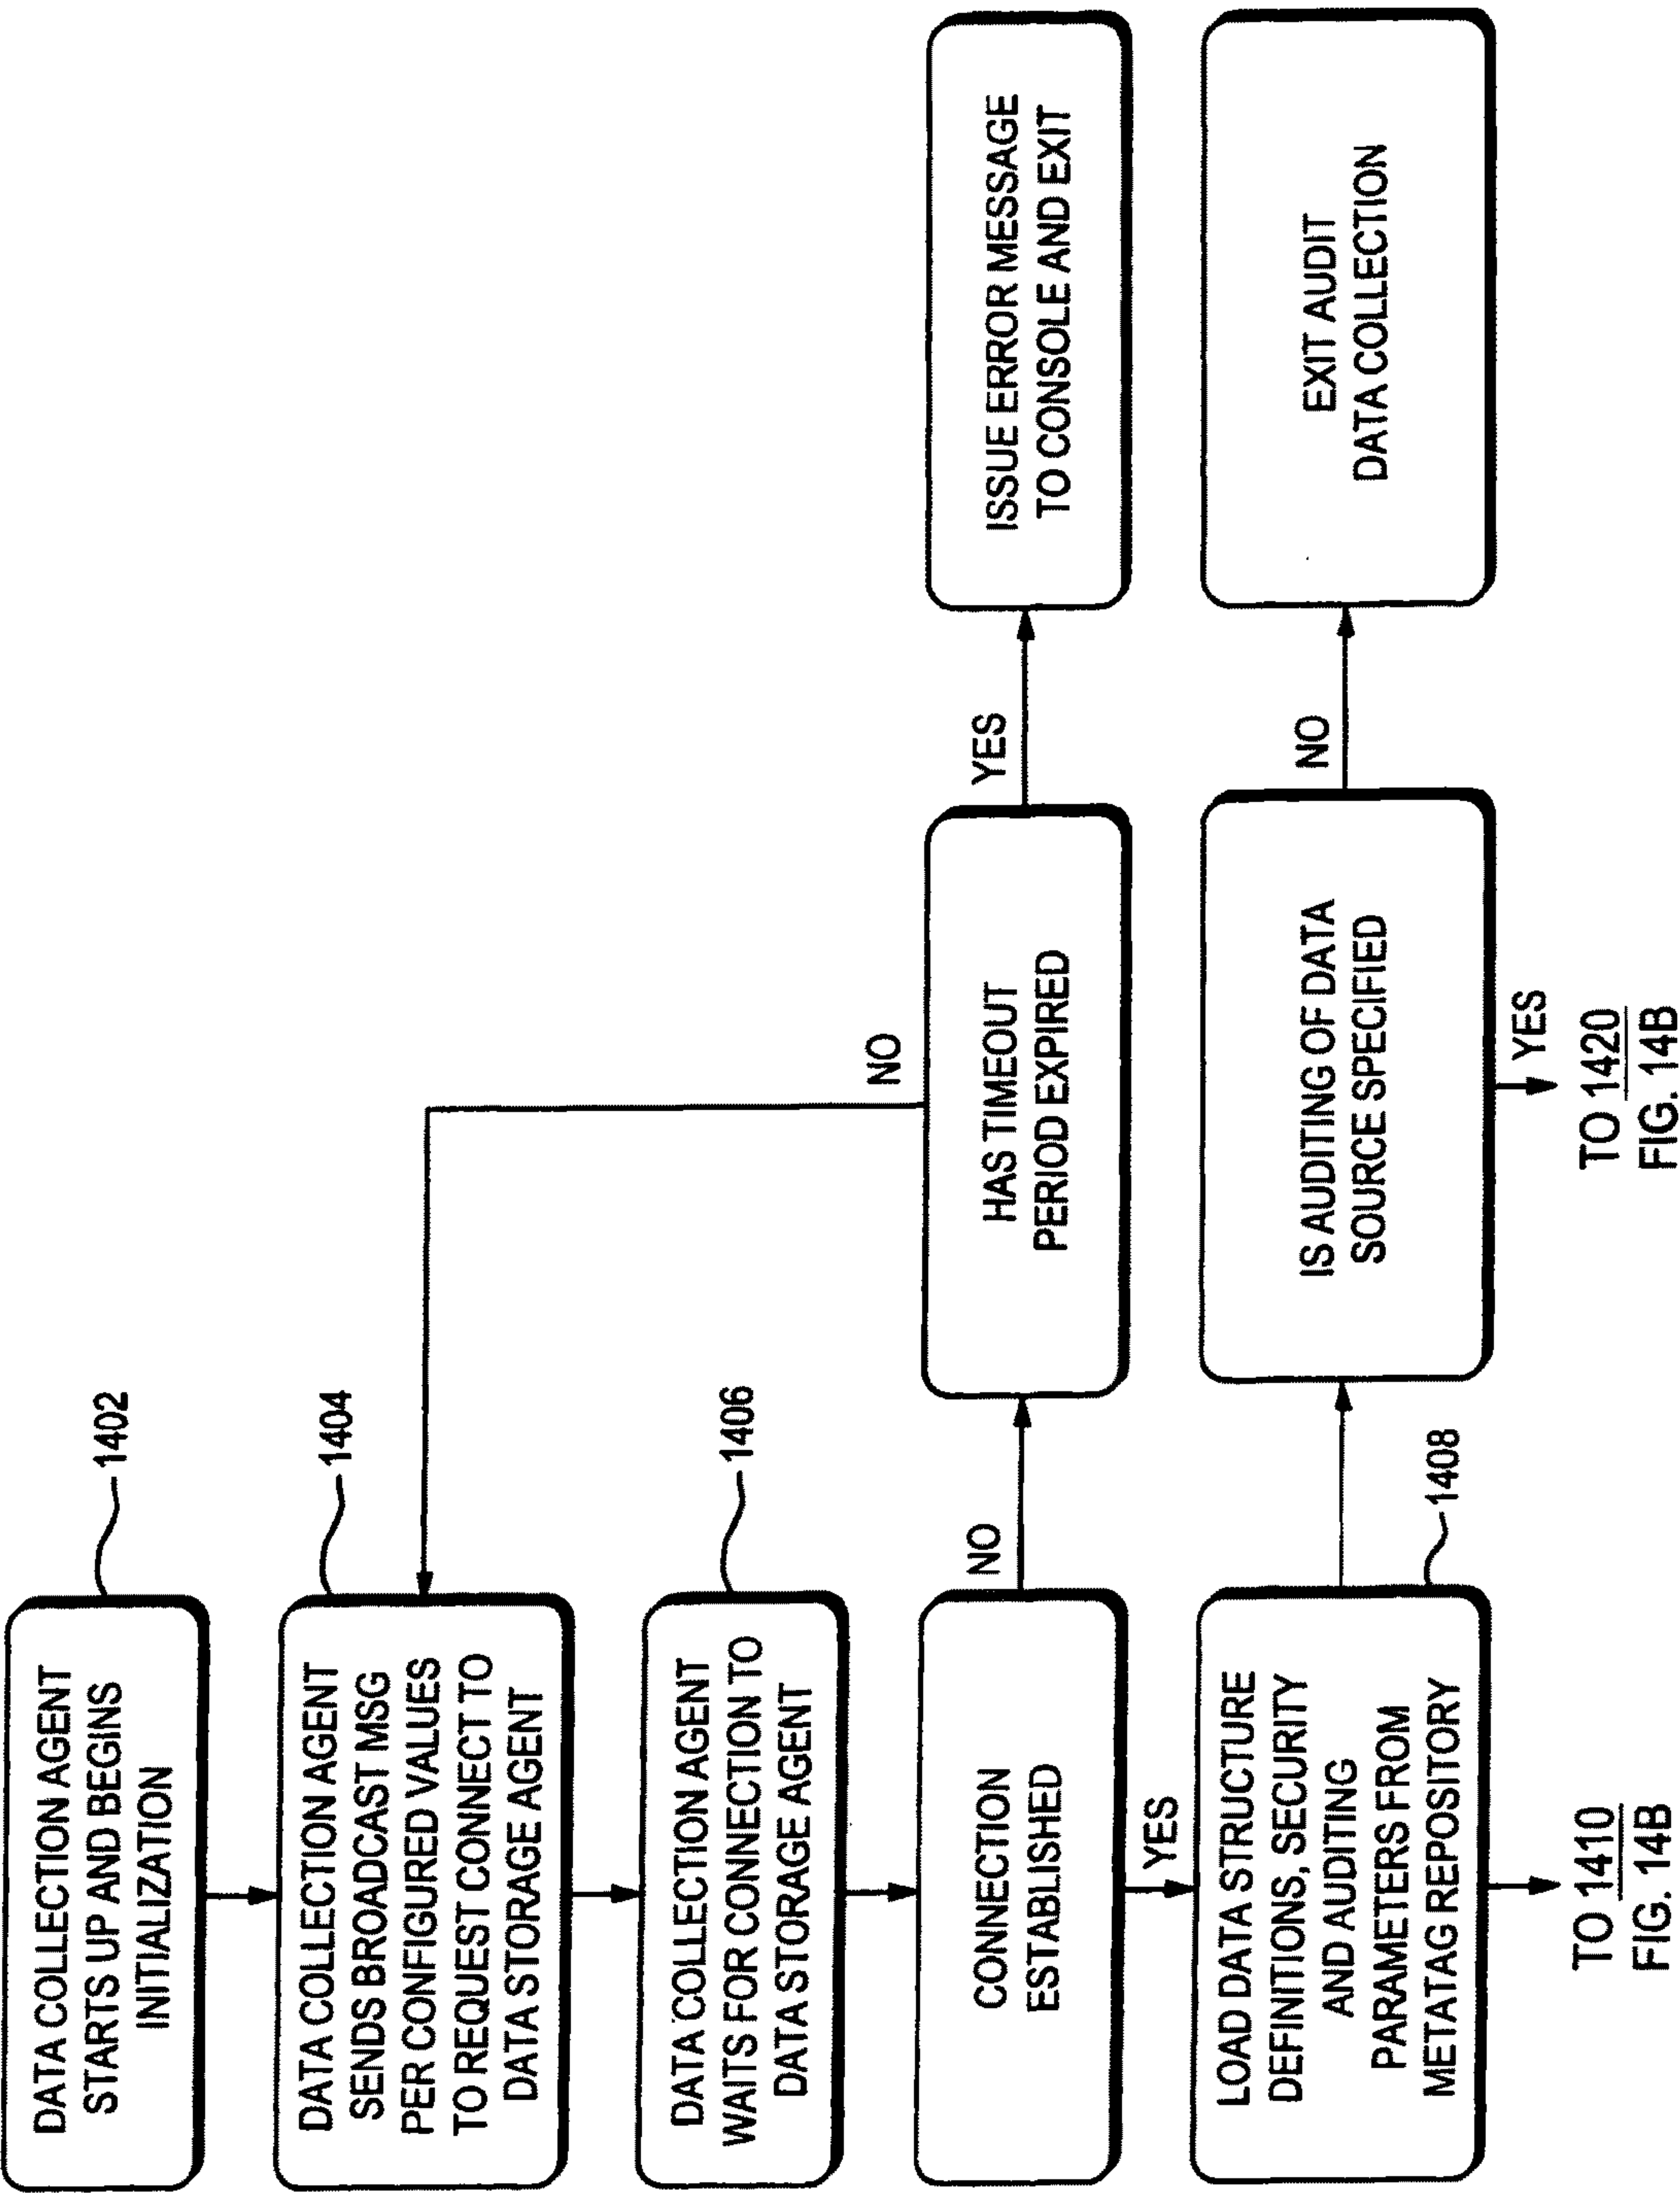 DATA COLLECTION AGENT
STARTS UP AND BEGINS
INITIALIZATION
1402
DATA COLLECTION AGENT
SENDS BROADCAST MSG
PER CONFIGURED VALUES
TO REQUEST CONNECT TO
DATA STORAGE AGENT
1404
DATA COLLECTION AGENT
WAITS FOR CONNECTION TO
DATA STORAGE AGENT
1406
CONNECTION
ESTABLISHED
NO
HAS TIMEOUT
PERIOD EXPIRED
NO
YES
ISSUE ERROR MESSAGE
TO CONSOLE AND EXIT
YES
LOAD DATA STRUCTURE
DEFINITIONS, SECURITY
AND AUDITING
PARAMETERS FROM
METATAG REPOSITORY
1408
IS AUDITING OF DATA
SOURCE SPECIFIED
NO
EXIT AUDIT
DATA COLLECTION
TO 1410
FIG. 14B
YES
TO 1420
FIG. 14B